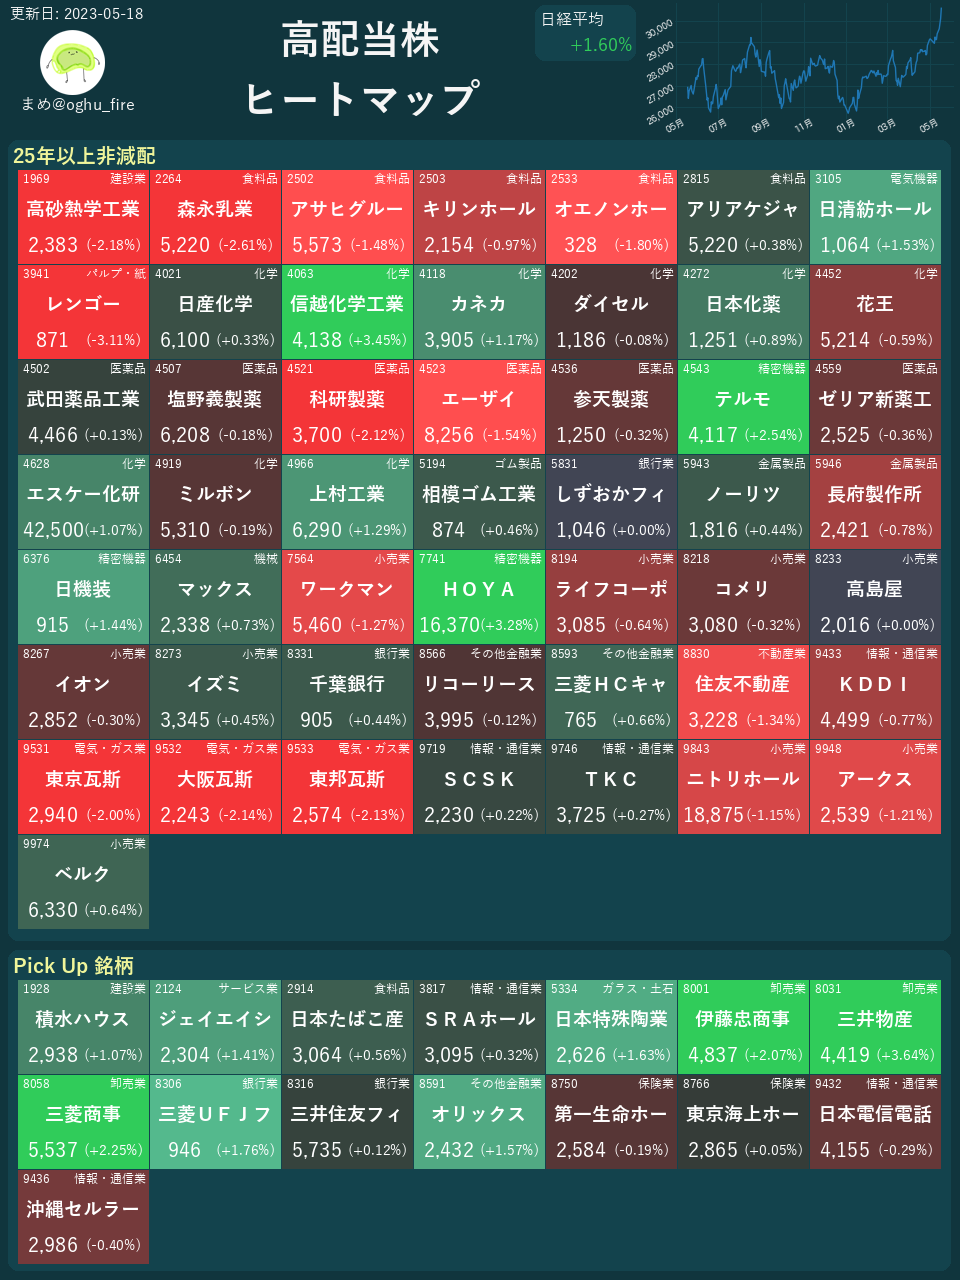 更新日: 2023-05-18
まめ@oghu_fire
高配当株
ヒートマップ
日経平均
+1.60%
30,000
29,000
28,000
27,000
26,000
05月 07月 09月 11月 01月 03月 05月
25年以上非減配
1969 建設業 2264 食料品 2502 食料品 2503 食料品 2533 食料品 2815 食料品 3105 電気機器
高砂熱学工業 森永乳業 アサヒグルー キリンホール オエノンホー アリアケジャ 日清紡ホール
2,383 (-2.18%) 5,220 (-2.61%) 5,573 (-1.48%) 2,154 (-0.97%) 328 (-1.80%) 5,220 (+0.38%) 1,064 (+1.53%)
3941 パルプ・紙 4021 化学 4063 化学 4118 化学 4202 化学 4272 化学 4452 化学
レンゴー 日産化学 信越化学工業 カネカ ダイセル 日本化薬 花王
871 (-3.11%) 6,100 (+0.33%) 4,138 (+3.45%) 3,905 (+1.17%) 1,186 (-0.08%) 1,251 (+0.89%) 5,214 (-0.59%)
4502 医薬品 4507 医薬品 4521 医薬品 4523 医薬品 4536 医薬品 4543 精密機器 4559 医薬品
武田薬品工業 塩野義製薬 科研製薬 エーザイ 参天製薬 テルモ ゼリア新薬工
4,466 (+0.13%) 6,208 (-0.18%) 3,700 (-2.12%) 8,256 (-1.54%) 1,250 (-0.32%) 4,117 (+2.54%) 2,525 (-0.36%)
4628 化学 4919 化学 4966 化学 5194 ゴム製品 5831 銀行業 5943 金属製品 5946 金属製品
エスケー化研 ミルボン 上村工業 相模ゴム工業 しずおかフィ ノーリツ 長府製作所
42,500(+1.07%) 5,310 (-0.19%) 6,290 (+1.29%) 874 (+0.46%) 1,046 (+0.00%) 1,816 (+0.44%) 2,421 (-0.78%)
6376 精密機器 6454 機械 7564 小売業 7741 精密機器 8194 小売業 8218 小売業 8233 小売業
日機装 マックス ワークマン ＨＯＹＡ ライフコーポ コメリ 高島屋
915 (+1.44%) 2,338 (+0.73%) 5,460 (-1.27%) 16,370(+3.28%) 3,085 (-0.64%) 3,080 (-0.32%) 2,016 (+0.00%)
8267 小売業 8273 小売業 8331 銀行業 8566 その他金融業 8593 その他金融業 8830 不動産業 9433 情報・通信業
イオン イズミ 千葉銀行 リコーリース 三菱ＨＣキャ 住友不動産 ＫＤＤＩ
2,852 (-0.30%) 3,345 (+0.45%) 905 (+0.44%) 3,995 (-0.12%) 765 (+0.66%) 3,228 (-1.34%) 4,499 (-0.77%)
9531 電気・ガス業 9532 電気・ガス業 9533 電気・ガス業 9719 情報・通信業 9746 情報・通信業 9843 小売業 9948 小売業
東京瓦斯 大阪瓦斯 東邦瓦斯 ＳＣＳＫ ＴＫＣ ニトリホール アークス
2,940 (-2.00%) 2,243 (-2.14%) 2,574 (-2.13%) 2,230 (+0.22%) 3,725 (+0.27%) 18,875(-1.15%) 2,539 (-1.21%)
9974 小売業
ベルク
6,330 (+0.64%)
Pick Up 銘柄
1928 建設業 2124 サービス業 2914 食料品 3817 情報・通信業 5334 ガラス・土石 8001 卸売業 8031 卸売業
積水ハウス ジェイエイシ 日本たばこ産 ＳＲＡホール 日本特殊陶業 伊藤忠商事 三井物産
2,938 (+1.07%) 2,304 (+1.41%) 3,064 (+0.56%) 3,095 (+0.32%) 2,626 (+1.63%) 4,837 (+2.07%) 4,419 (+3.64%)
8058 卸売業 8306 銀行業 8316 銀行業 8591 その他金融業 8750 保険業 8766 保険業 9432 情報・通信業
三菱商事 三菱ＵＦＪフ 三井住友フィ オリックス 第一生命ホー 東京海上ホー 日本電信電話
5,537 (+2.25%) 946 (+1.76%) 5,735 (+0.12%) 2,432 (+1.57%) 2,584 (-0.19%) 2,865 (+0.05%) 4,155 (-0.29%)
9436 情報・通信業
沖縄セルラー
2,986 (-0.40%)